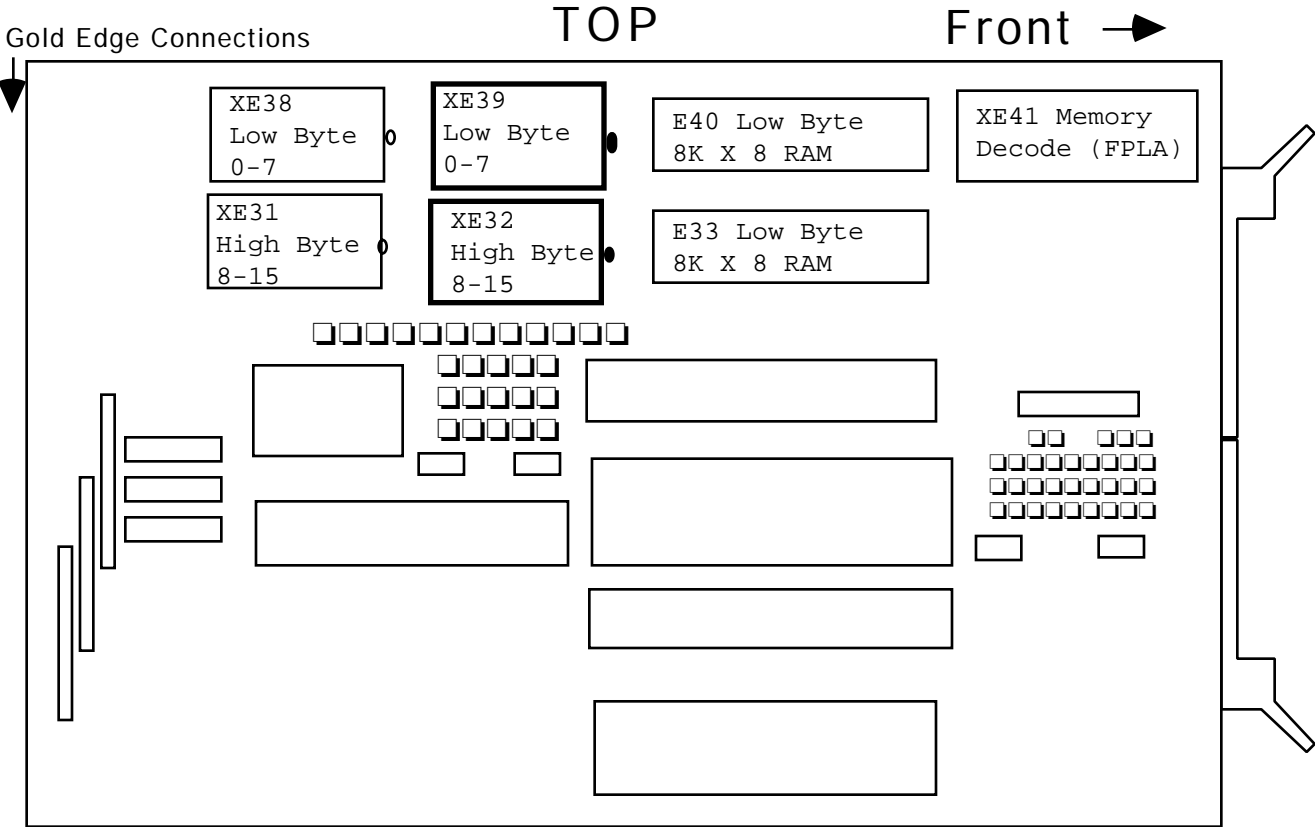 TOP
Front
Gold Edge Connections
XE38
Low Byte
0-7
XE39
Low Byte
0-7
E40 Low Byte
8K X 8 RAM
XE41 Memory
Decode (FPLA)
XE31
High Byte
8-15
XE32
High Byte
8-15
E33 Low Byte
8K X 8 RAM